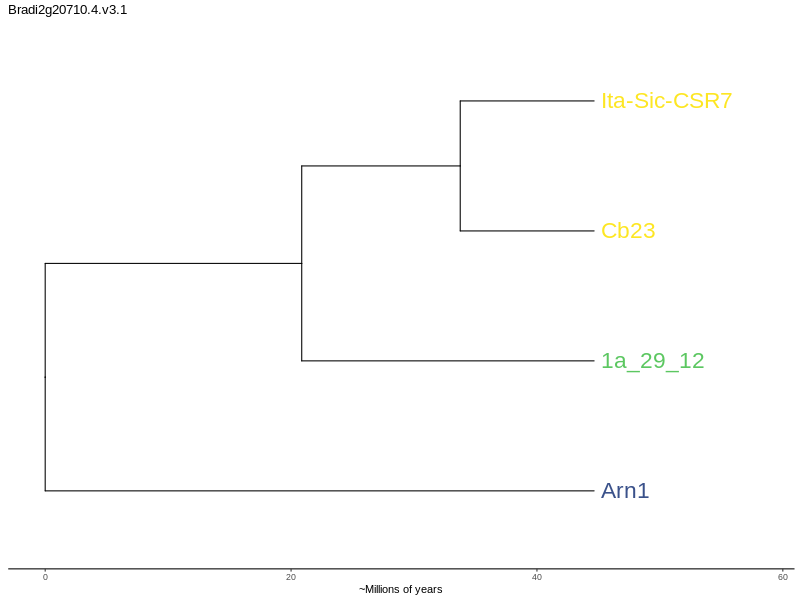 Bradi2g20710.4.v3.1
Ita-Sic-CSR7
Cb23
1a_29_12
Arn1
0 20 40 60
~Millions of years